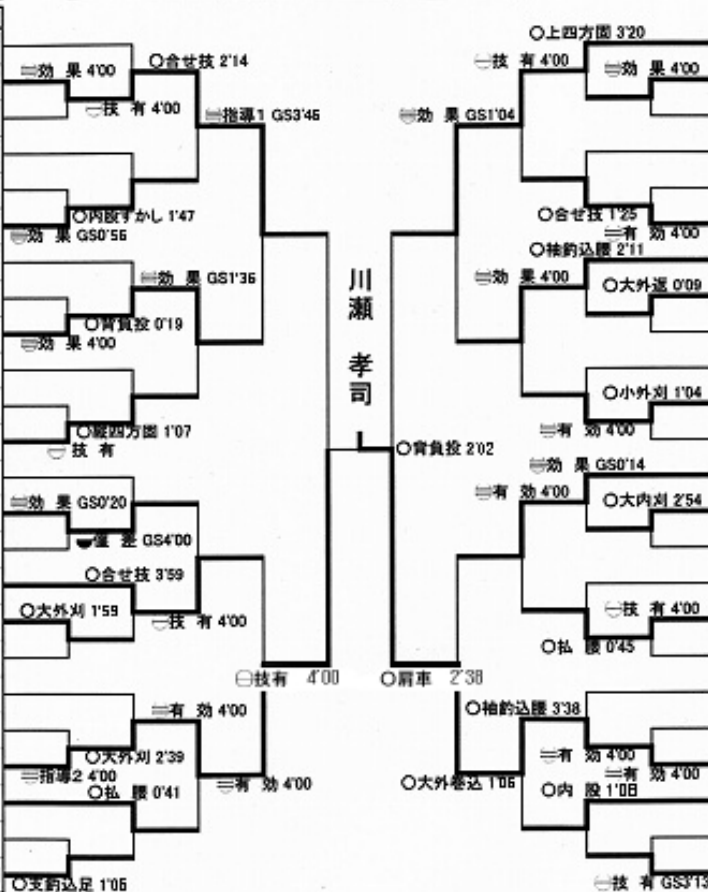 効 果 4'00
○合せ技 2'14
技 有 4'00
指導1 GS3'46
○内股すかし 1'47
効 果 GS0'56
効 果 GS1'36
○背負投 0'19
効 果 4'00
○縦四方固 1'07
技 有
効 果 GS0'20
僅 差 GS4'00
○合せ技 3'59
○大外刈 1'59
技 有 4'00
技有 4'00
有 効 4'00
○大外刈 2'39
指導2 4'00
○払 腰 0'41
有 効 4'00
○支釣込足 1'05
川瀬 孝司
○背負投 2'02
○上四方固 3'20
技 有 4'00
効 果 4'00
効 果 GS1'04
○合せ技 1'25
有 効 4'00
○袖釣込腰 2'11
効 果 4'00
○大外返 0'09
○小外刈 1'04
有 効 4'00
効 果 GS0'14
有 効 4'00
○大内刈 2'54
技 有 4'00
○払 腰 0'45
○肩車 2'38
○袖釣込腰 3'38
有 効 4'00
有 効 4'00
○大外巻込 1'06
○内 股 1'08
技 有 GS3'13